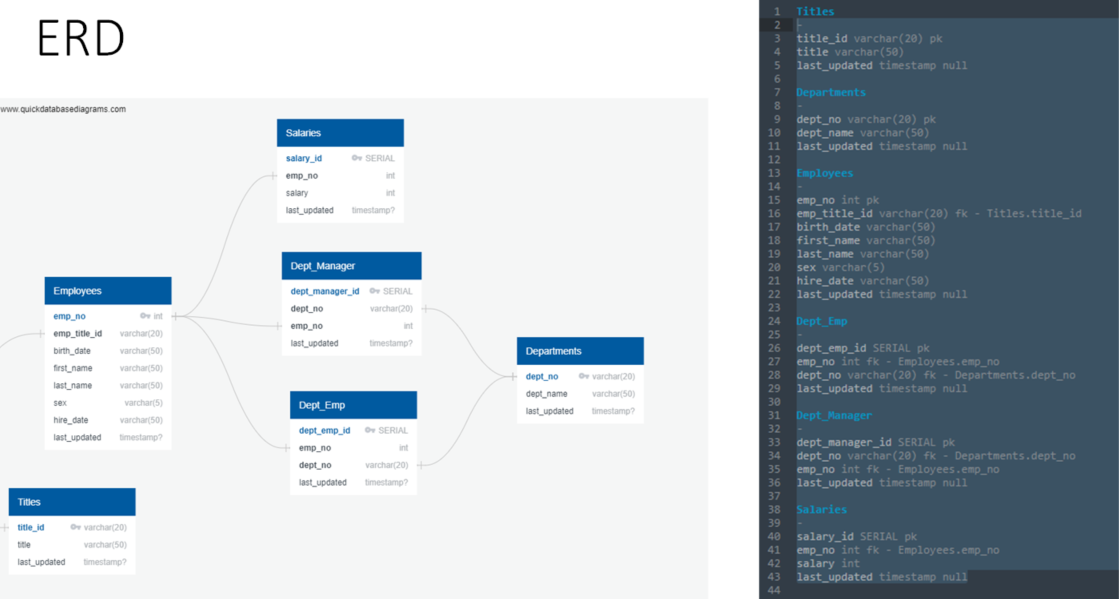 ERD
www.quickdatabasediagrams.com
Salaries
salary_id SERIAL
emp_no int
salary int
last_updated timestamp?
Dept_Manager
dept_manager_id SERIAL
dept_no varchar(20)
emp_no int
last_updated timestamp?
Employees
emp_no int
emp_title_id varchar(20)
birth_date varchar(50)
first_name varchar(50)
last_name varchar(50)
sex varchar(5)
hire_date varchar(50)
last_updated timestamp?
Departments
dept_no varchar(20)
dept_name varchar(50)
last_updated timestamp?
Dept_Emp
dept_emp_id SERIAL
emp_no int
dept_no varchar(20)
last_updated timestamp?
Titles
title_id varchar(20)
title varchar(50)
last_updated timestamp?
1 Titles
2 -
3 title_id varchar(20) pk
4 title varchar(50)
5 last_updated timestamp null
6
7 Departments
8 -
9 dept_no varchar(20) pk
10 dept_name varchar(50)
11 last_updated timestamp null
12
13 Employees
14 -
15 emp_no int pk
16 emp_title_id varchar(20) fk - Titles.title_id
17 birth_date varchar(50)
18 first_name varchar(50)
19 last_name varchar(50)
20 sex varchar(5)
21 hire_date varchar(50)
22 last_updated timestamp null
23
24 Dept_Emp
25 -
26 dept_emp_id SERIAL pk
27 emp_no int fk - Employees.emp_no
28 dept_no varchar(20) fk - Departments.dept_no
29 last_updated timestamp null
30
31 Dept_Manager
32 -
33 dept_manager_id SERIAL pk
34 dept_no varchar(20) fk - Departments.dept_no
35 emp_no int fk - Employees.emp_no
36 last_updated timestamp null
37
38 Salaries
39 -
40 salary_id SERIAL pk
41 emp_no int fk - Employees.emp_no
42 salary int
43 last_updated timestamp null
44